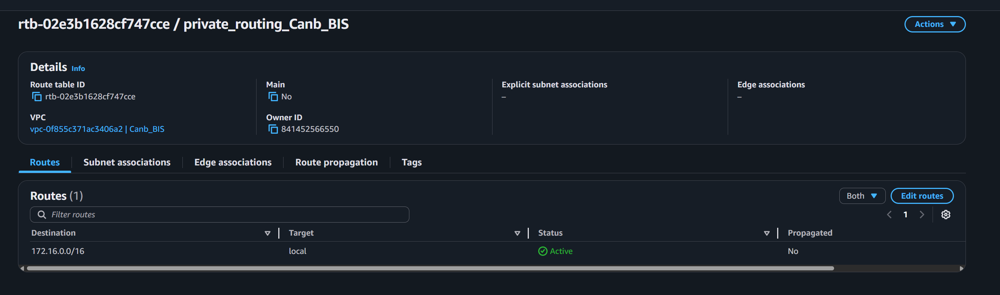 rtb-02e3b1628cf747cce / private_routing_Canb_BIS
Actions
Details Info
Route table ID
rtb-02e3b1628cf747cce
Main
No
Explicit subnet associations
–
Edge associations
–
VPC
vpc-0f855c371ac3406a2 | Canb_BIS
Owner ID
841452566550
Routes
Subnet associations
Edge associations
Route propagation
Tags
Routes (1)
Both
Edit routes
Filter routes
1
Destination Target Status Propagated
172.16.0.0/16 local Active No